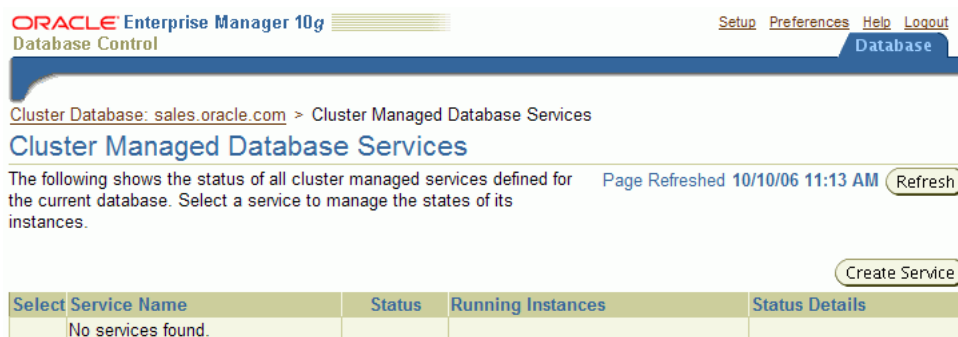 ORACLE Enterprise Manager 10g
Database Control
Setup Preferences Help Logout
Database
Cluster Database: sales.oracle.com > Cluster Managed Database Services
Cluster Managed Database Services
The following shows the status of all cluster managed services defined for
the current database. Select a service to manage the states of its
instances.
Page Refreshed 10/10/06 11:13 AM Refresh
Create Service
Select Service Name Status Running Instances Status Details
No services found.